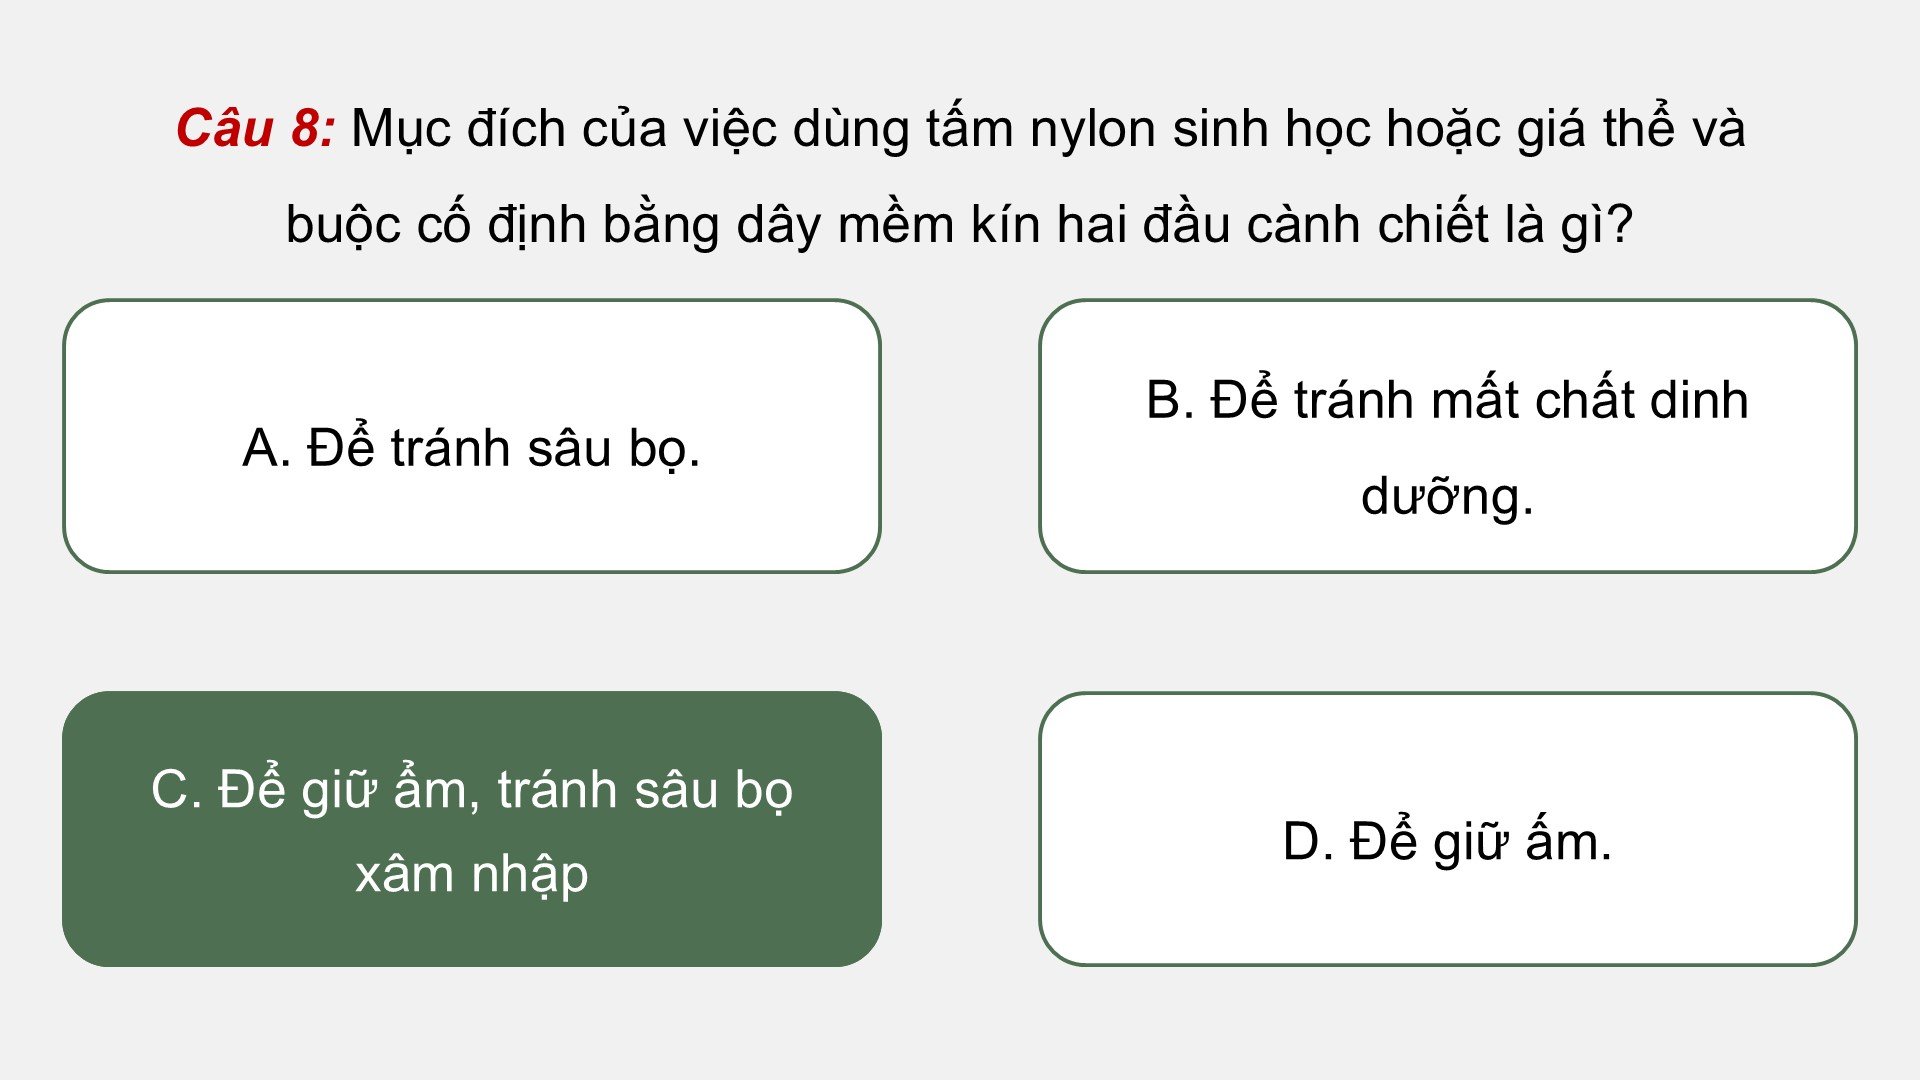 Câu 8: Mục đích của việc dùng tấm nylon sinh học hoặc giá thể và
buộc cố định bằng dây mềm kín hai đầu cành chiết là gì?
A. Để tránh sâu bọ.
B. Để tránh mất chất dinh
dưỡng.
C. Để giữ ẩm, tránh sâu bọ
xâm nhập
D. Để giữ ấm.